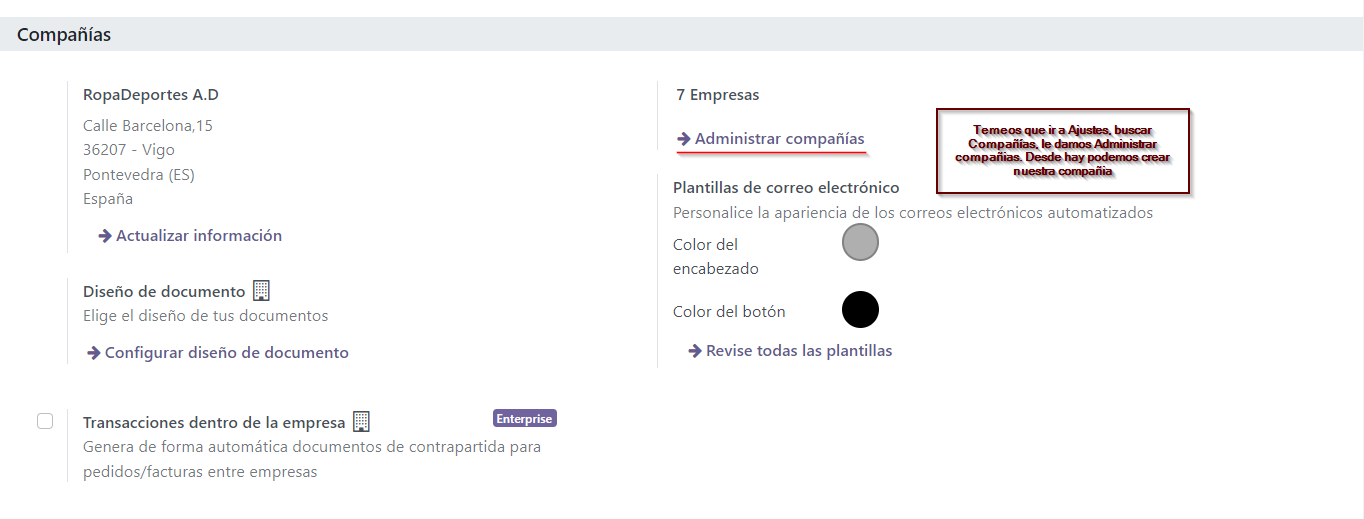 Compañías
RopaDeportes A.D
Calle Barcelona,15
36207 - Vigo
Pontevedra (ES)
España
Actualizar información
Diseño de documento
Elige el diseño de tus documentos
Configurar diseño de documento
Transacciones dentro de la empresa
Enterprise
Genera de forma automática documentos de contrapartida para
pedidos/facturas entre empresas
7 Empresas
Administrar compañías
Temeos que ir a Ajustes, buscar
Compañías, le damos Administrar
compañias. Desde hay podemos crear
nuestra compañia
Plantillas de correo electrónico
Personalice la apariencia de los correos electrónicos automatizados
Color del
encabezado
Color del botón
Revise todas las plantillas